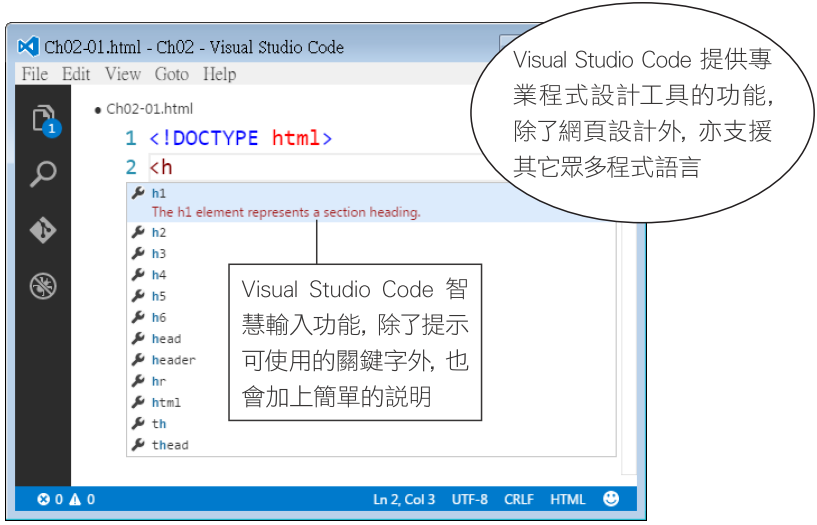 Ch02-01.html - Ch02 - Visual Studio Code
File Edit View Goto Help
Visual Studio Code 提供專
業程式設計工具的功能,
除了網頁設計外, 亦支援
其它眾多程式語言
1
● Ch02-01.html
1 <!DOCTYPE html>
2 <h
h1
The h1 element represents a section heading.
h2
h3
h4
h5
h6
head
header
hr
html
th
thead
Visual Studio Code 智
慧輸入功能, 除了提示
可使用的關鍵字外, 也
會加上簡單的說明
0 0 Ln 2, Col 3 UTF-8 CRLF HTML